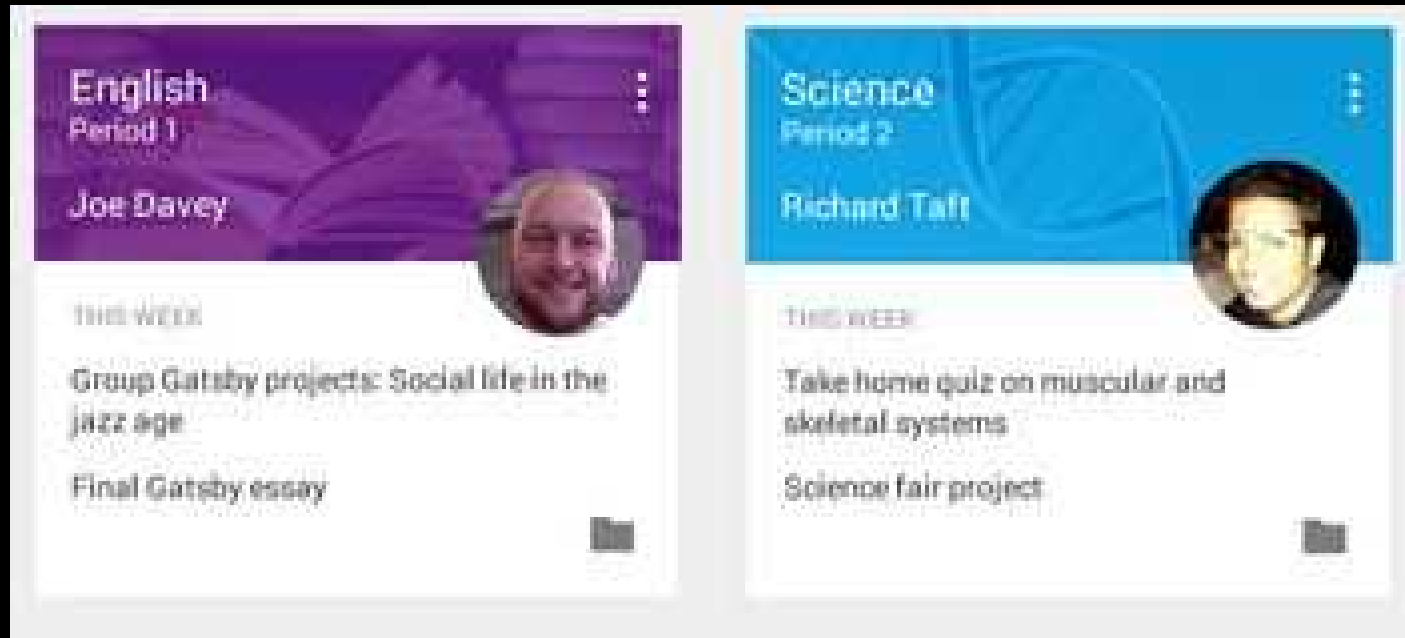 English
Period 1
Joe Davey
THIS WEEK
Group Gatsby projects: Social life in the
jazz age
Final Gatsby essay
Science
Period 2
Richard Taft
THIS WEEK
Take home quiz on muscular and
skeletal systems
Science fair project